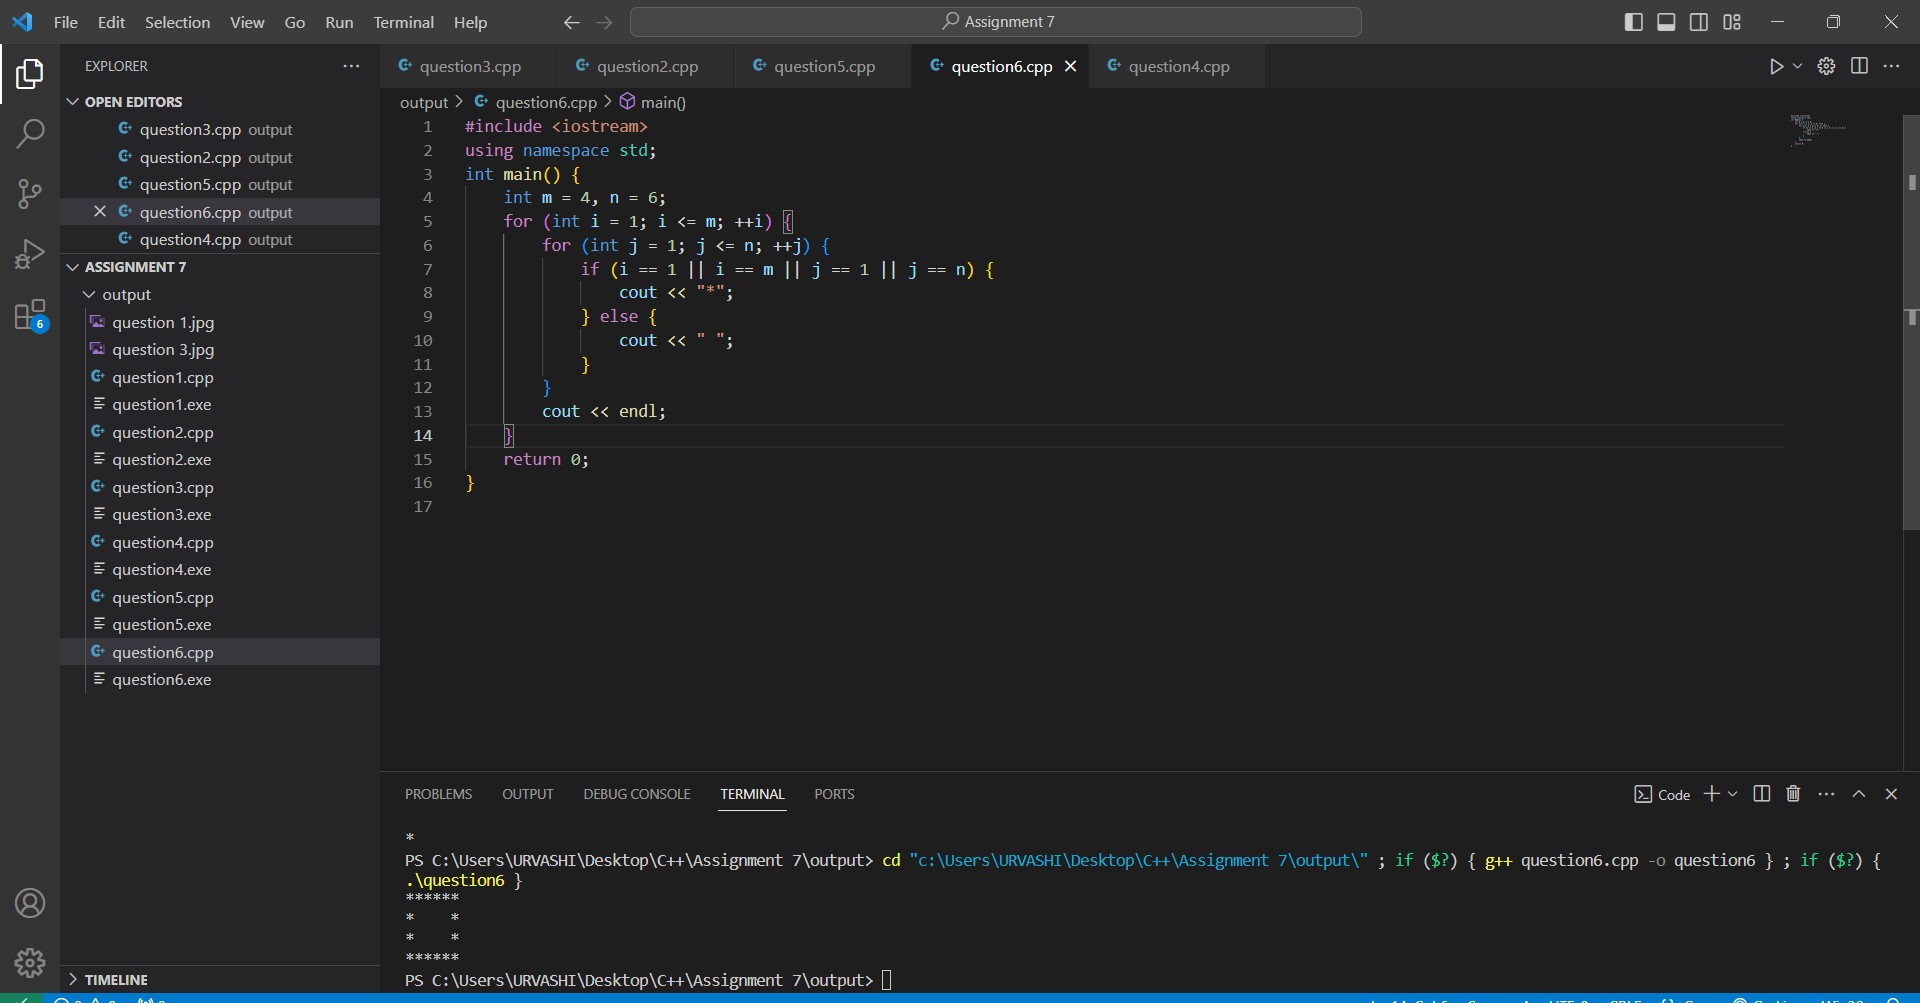 File Edit Selection View Go Run Terminal Help
Assignment 7
EXPLORER
OPEN EDITORS
question3.cpp output
question2.cpp output
question5.cpp output
question6.cpp output
question4.cpp output
ASSIGNMENT 7
output
question 1.jpg
question 3.jpg
question1.cpp
question1.exe
question2.cpp
question2.exe
question3.cpp
question3.exe
question4.cpp
question4.exe
question5.cpp
question5.exe
question6.cpp
question6.exe
6
TIMELINE
question3.cpp question2.cpp question5.cpp question6.cpp question4.cpp
output > question6.cpp > main()
1 #include <iostream>
2 using namespace std;
3 int main() {
4     int m = 4, n = 6;
5     for (int i = 1; i <= m; ++i) {
6         for (int j = 1; j <= n; ++j) {
7             if (i == 1 || i == m || j == 1 || j == n) {
8                 cout << "*";
9             } else {
10                 cout << " ";
11             }
12         }
13         cout << endl;
14     }
15     return 0;
16 }
17
PROBLEMS OUTPUT DEBUG CONSOLE TERMINAL PORTS
Code
*
PS C:\Users\URVASHI\Desktop\C++\Assignment 7\output> cd "c:\Users\URVASHI\Desktop\C++\Assignment 7\output\" ; if ($?) { g++ question6.cpp -o question6 } ; if ($?) {
.\question6 }
******
*    *
*    *
******
PS C:\Users\URVASHI\Desktop\C++\Assignment 7\output>